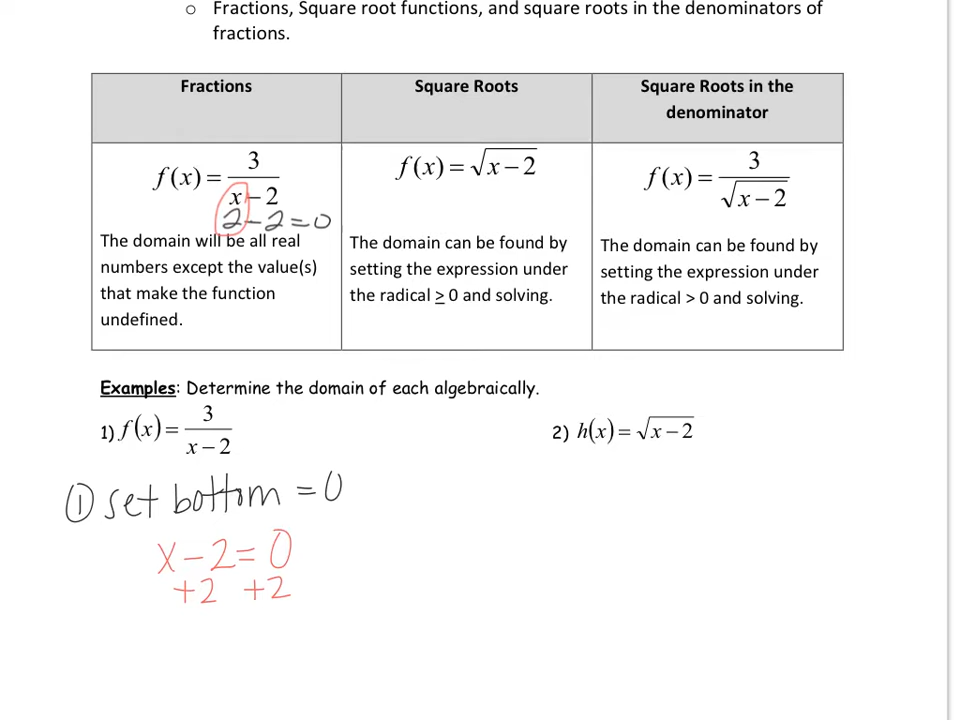 o Fractions, Square root functions, and square roots in the denominators of
fractions.
Fractions
Square Roots
Square Roots in the
denominator
f(x) = 3/(x − 2)
2 − 2 = 0
The domain will be all real
numbers except the value(s)
that make the function
undefined.
f(x) = √(x − 2)
The domain can be found by
setting the expression under
the radical ≥ 0 and solving.
f(x) = 3/√(x − 2)
The domain can be found by
setting the expression under
the radical > 0 and solving.
Examples: Determine the domain of each algebraically.
1) f(x) = 3/(x − 2)
2) h(x) = √(x − 2)
① set bottom = 0
x − 2 = 0
+2 +2